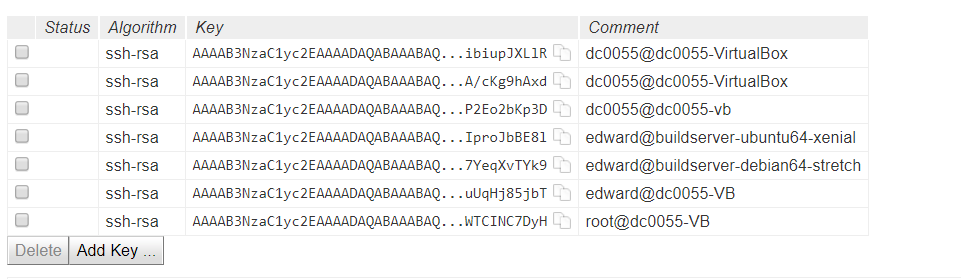 Status Algorithm Key Comment
ssh-rsa AAAAB3NzaC1yc2EAAAADAQABAAABAQ...ibiupJXL1R dc0055@dc0055-VirtualBox
ssh-rsa AAAAB3NzaC1yc2EAAAADAQABAAABAQ...A/cKg9hAxd dc0055@dc0055-VirtualBox
ssh-rsa AAAAB3NzaC1yc2EAAAADAQABAAABAQ...P2Eo2bKp3D dc0055@dc0055-vb
ssh-rsa AAAAB3NzaC1yc2EAAAADAQABAAABAQ...IproJbBE8l edward@buildserver-ubuntu64-xenial
ssh-rsa AAAAB3NzaC1yc2EAAAADAQABAAABAQ...7YeqXvTYk9 edward@buildserver-debian64-stretch
ssh-rsa AAAAB3NzaC1yc2EAAAADAQABAAABAQ...uUqHj85jbT edward@dc0055-VB
ssh-rsa AAAAB3NzaC1yc2EAAAADAQABAAABAQ...WTCINC7DyH root@dc0055-VB
Delete Add Key ...